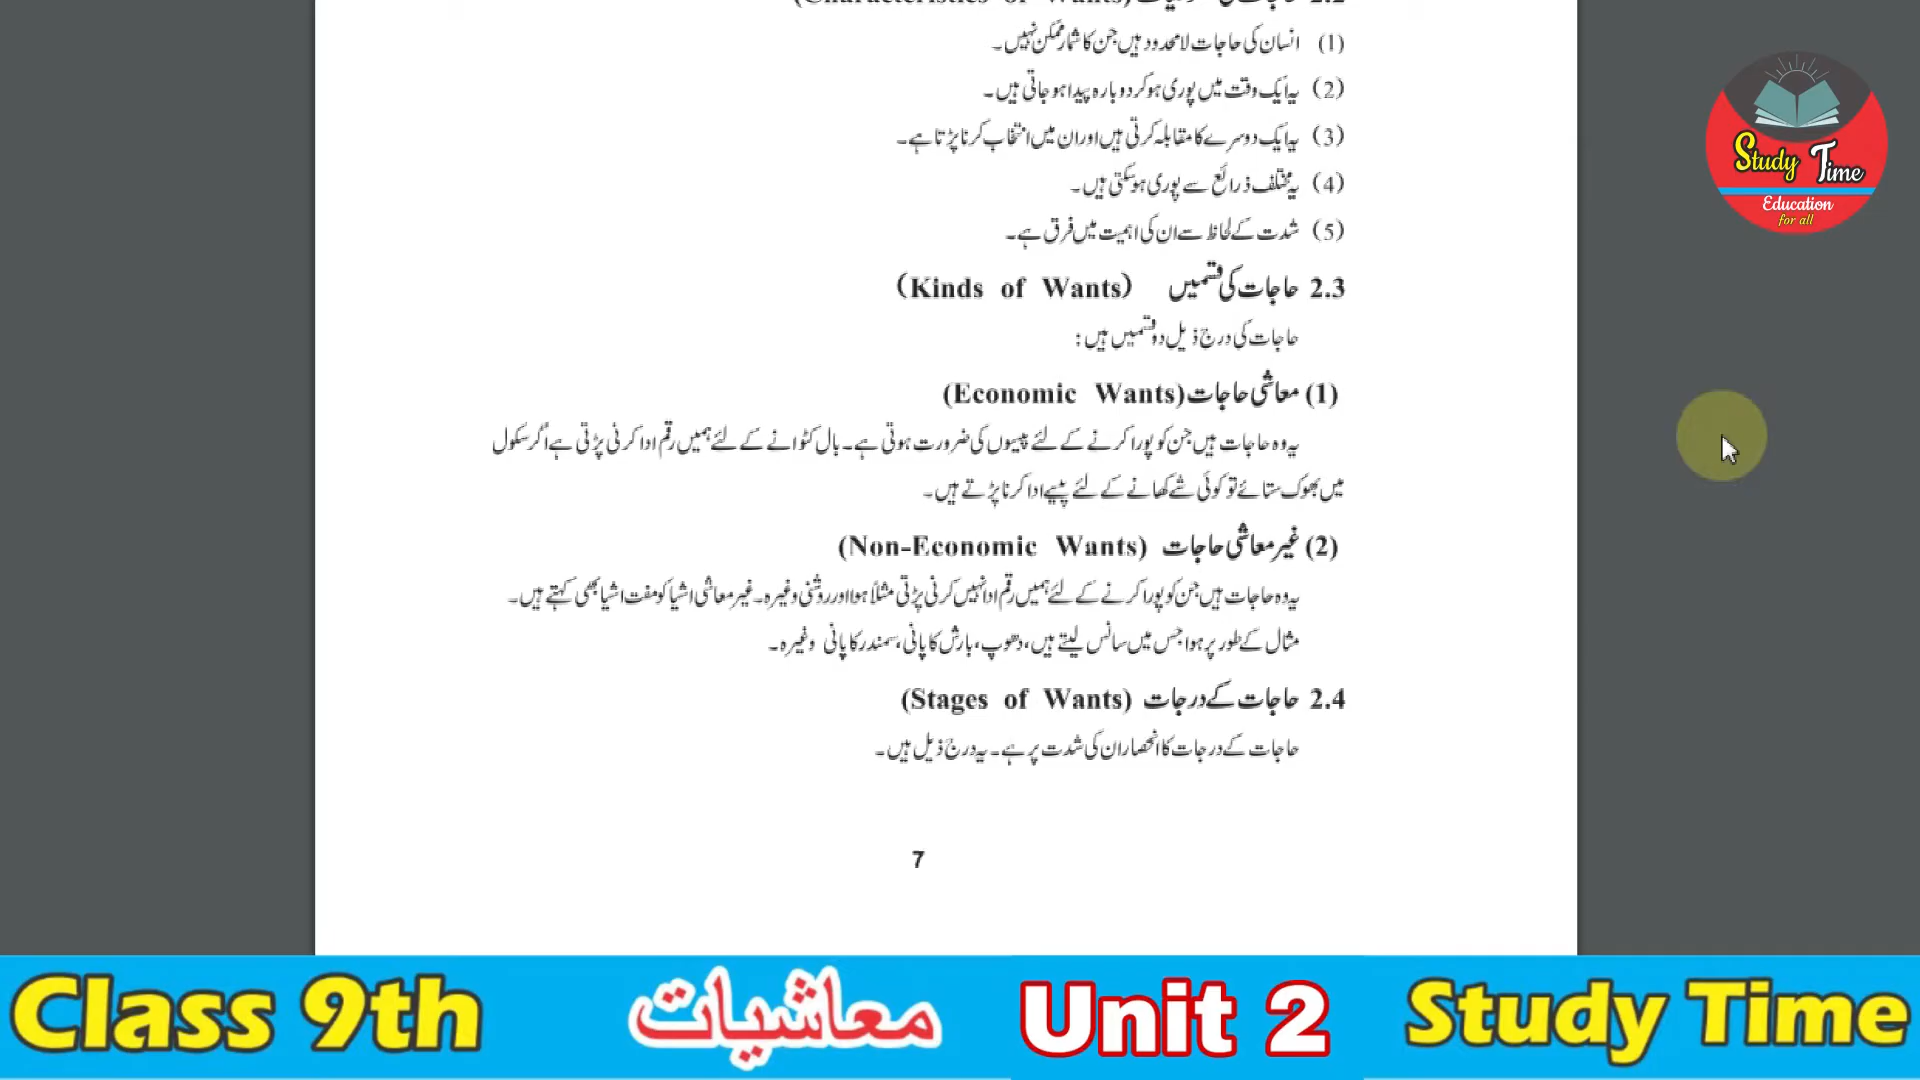 2.2 حاجات کی (Characteristics of Wants)
(1) انسان کی حاجات لامحدود ہیں جن کا شمار ممکن نہیں۔
(2) یہ ایک وقت میں پوری ہو کر دوبارہ پیدا ہو جاتی ہیں۔
(3) یہ ایک دوسرے کا مقابلہ کرتی ہیں اور ان میں انتخاب کرنا پڑتا ہے۔
(4) یہ مختلف ذرائع سے پوری ہو سکتی ہیں۔
(5) شدت کے لحاظ سے ان کی اہمیت میں فرق ہے۔
2.3 حاجات کی قسمیں (Kinds of Wants)
حاجات کی درج ذیل دو قسمیں ہیں:
(1) معاشی حاجات (Economic Wants)
یہ وہ حاجات ہیں جن کو پورا کرنے کے لئے پیسوں کی ضرورت ہوتی ہے۔ بال کٹوانے کے لئے ہمیں رقم ادا کرنی پڑتی ہے اگر سکول
میں بھوک ستائے تو کوئی شے کھانے کے لئے پیسے ادا کرنا پڑتے ہیں۔
(2) غیر معاشی حاجات (Non-Economic Wants)
یہ وہ حاجات ہیں جن کو پورا کرنے کے لئے ہمیں رقم ادا نہیں کرنی پڑتی مثلاً ہوا اور روشنی وغیرہ۔ غیر معاشی اشیا کو مفت اشیا بھی کہتے ہیں۔
مثال کے طور پر ہوا جس میں سانس لیتے ہیں، دھوپ، بارش کا پانی، سمندر کا پانی وغیرہ۔
2.4 حاجات کے درجات (Stages of Wants)
حاجات کے درجات کا انحصار ان کی شدت پر ہے۔ یہ درج ذیل ہیں۔
7
Study Time
Education
for all
Class 9th معاشیات Unit 2 Study Time